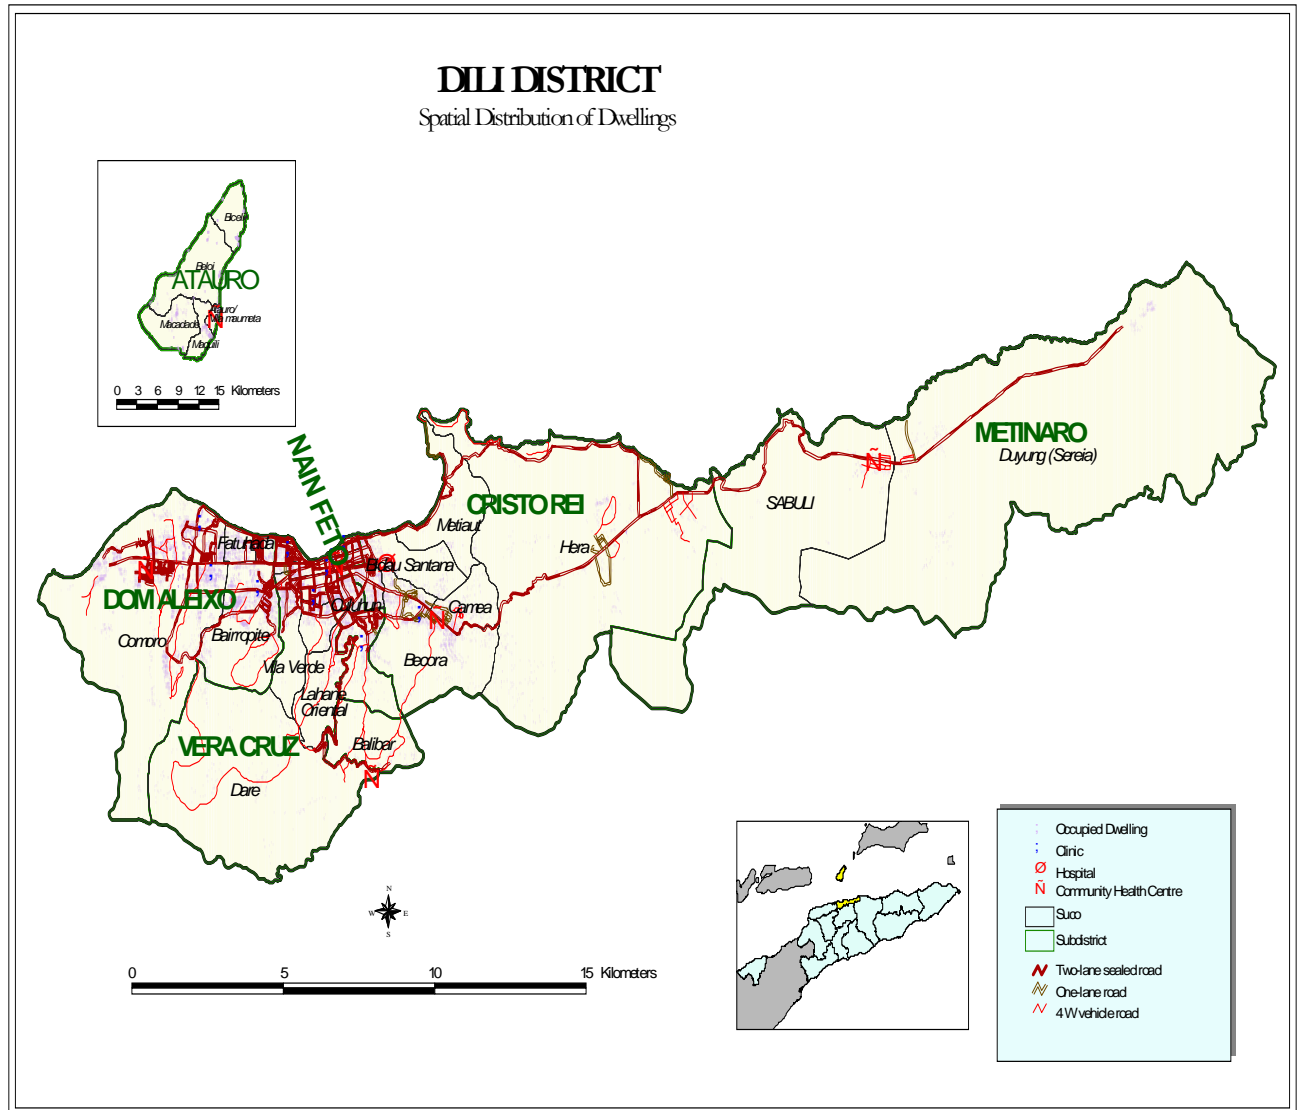 DILI DISTRICT
Spatial Distribution of Dwellings
Biceli
Beloi
ATAURO
Atauro/
Vila maumeta
Macadade
Maquili
0 3 6 9 12 15 Kilometers
NAIN FETO
METINARO
Duyung (Sereia)
CRISTO REI
SABULI
Metiaut
Hera
Fatuhada
Bidau Santana
DOM ALEIXO
Culuhun
Camea
Comoro
Bairropite
Vila Verde
Becora
Lahane
Oriental
VERA CRUZ
Balibar
Dare
Ñ
N
W E
S
0 5 10 15 Kilometers
Occupied Dwelling
; Clinic
Ø Hospital
Ñ Community Health Centre
Suco
Subdistrict
Two-lane sealed road
One-lane road
4 W vehicle road